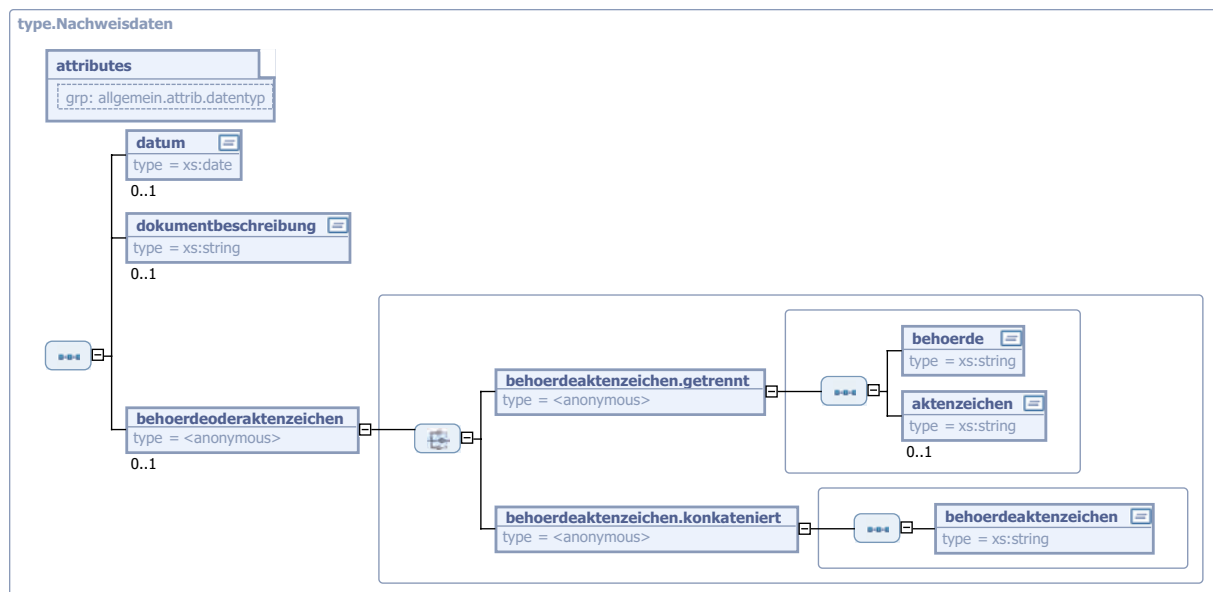 type.Nachweisdaten
attributes
grp: allgemein.attrib.datentyp
datum
type = xs:date
0..1
dokumentbeschreibung
type = xs:string
0..1
behoerdeoderaktenzeichen
type = <anonymous>
0..1
behoerdeaktenzeichen.getrennt
type = <anonymous>
behoerde
type = xs:string
aktenzeichen
type = xs:string
0..1
behoerdeaktenzeichen.konkateniert
type = <anonymous>
behoerdeaktenzeichen
type = xs:string